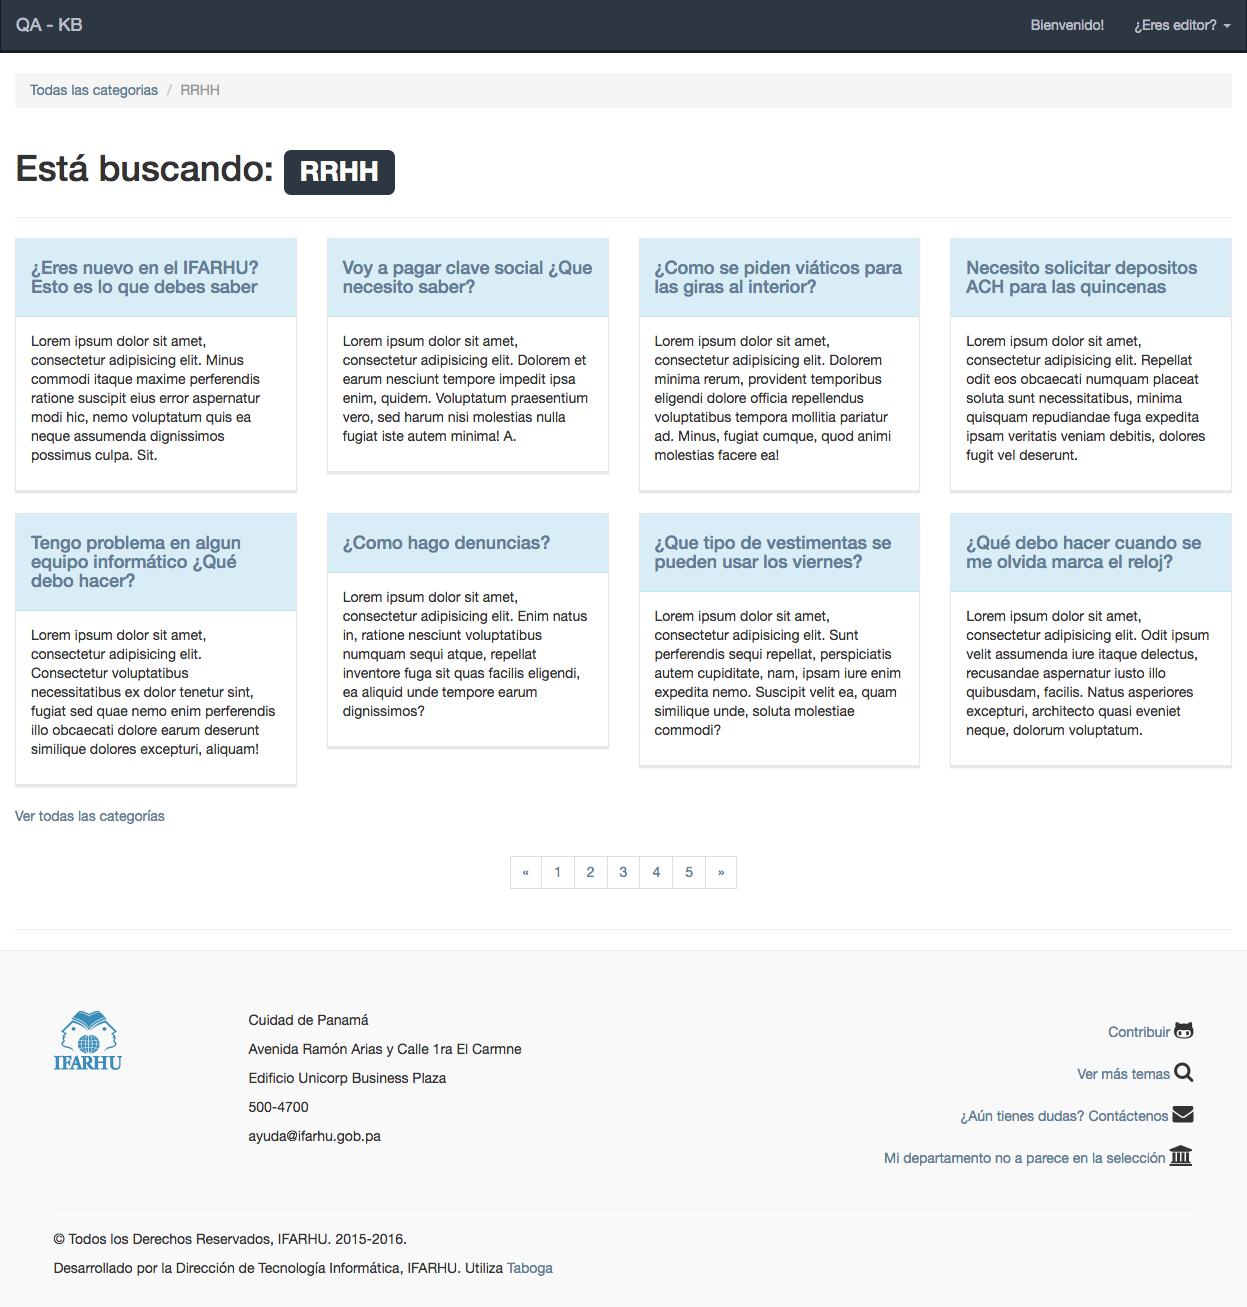 QA - KB
Bienvenido!
¿Eres editor?
Todas las categorias / RRHH
Está buscando: RRHH
¿Eres nuevo en el IFARHU?
Esto es lo que debes saber
Lorem ipsum dolor sit amet,
consectetur adipisicing elit. Minus
commodi itaque maxime perferendis
ratione suscipit eius error aspernatur
modi hic, nemo voluptatum quis ea
neque assumenda dignissimos
possimus culpa. Sit.
Voy a pagar clave social ¿Que
necesito saber?
Lorem ipsum dolor sit amet,
consectetur adipisicing elit. Dolorem et
earum nesciunt tempore impedit ipsa
enim, quidem. Voluptatum praesentium
vero, sed harum nisi molestias nulla
fugiat iste autem minima! A.
¿Como se piden viáticos para
las giras al interior?
Lorem ipsum dolor sit amet,
consectetur adipisicing elit. Dolorem
minima rerum, provident temporibus
eligendi dolore officia repellendus
voluptatibus tempora mollitia pariatur
ad. Minus, fugiat cumque, quod animi
molestias facere ea!
Necesito solicitar depositos
ACH para las quincenas
Lorem ipsum dolor sit amet,
consectetur adipisicing elit. Repellat
odit eos obcaecati numquam placeat
soluta sunt necessitatibus, minima
quisquam repudiandae fuga expedita
ipsam veritatis veniam debitis, dolores
fugit vel deserunt.
Tengo problema en algun
equipo informático ¿Qué
debo hacer?
Lorem ipsum dolor sit amet,
consectetur adipisicing elit.
Consectetur voluptatibus
necessitatibus ex dolor tenetur sint,
fugiat sed quae nemo enim perferendis
illo obcaecati dolore earum deserunt
similique dolores excepturi, aliquam!
¿Como hago denuncias?
Lorem ipsum dolor sit amet,
consectetur adipisicing elit. Enim natus
in, ratione nesciunt voluptatibus
numquam sequi atque, repellat
inventore fuga sit quas facilis eligendi,
ea aliquid unde tempore earum
dignissimos?
¿Que tipo de vestimentas se
pueden usar los viernes?
Lorem ipsum dolor sit amet,
consectetur adipisicing elit. Sunt
perferendis sequi repellat, perspiciatis
autem cupiditate, nam, ipsam iure enim
expedita nemo. Suscipit velit ea, quam
similique unde, soluta molestiae
commodi?
¿Qué debo hacer cuando se
me olvida marca el reloj?
Lorem ipsum dolor sit amet,
consectetur adipisicing elit. Odit ipsum
velit assumenda iure itaque delectus,
recusandae aspernatur iusto illo
quibusdam, facilis. Natus asperiores
excepturi, architecto quasi eveniet
neque, dolorum voluptatum.
Ver todas las categorías
« 1 2 3 4 5 »
IFARHU
Cuidad de Panamá
Avenida Ramón Arias y Calle 1ra El Carmne
Edificio Unicorp Business Plaza
500-4700
ayuda@ifarhu.gob.pa
Contribuir
Ver más temas
¿Aún tienes dudas? Contáctenos
Mi departamento no a parece en la selección
© Todos los Derechos Reservados, IFARHU. 2015-2016.
Desarrollado por la Dirección de Tecnología Informática, IFARHU. Utiliza Taboga